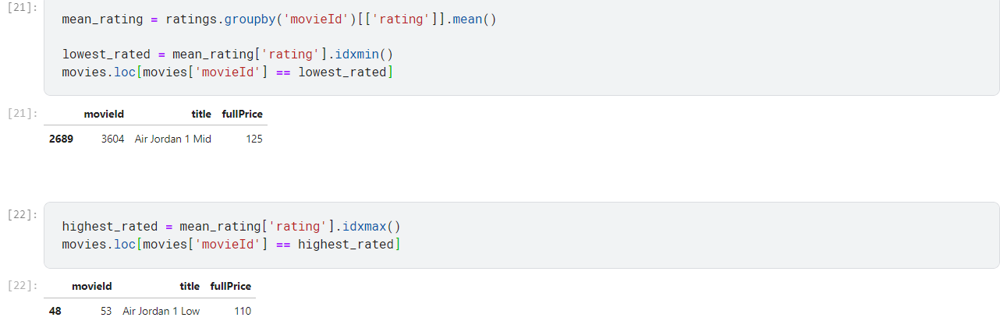 [21]:
mean_rating = ratings.groupby('movieId')[['rating']].mean()
lowest_rated = mean_rating['rating'].idxmin()
movies.loc[movies['movieId'] == lowest_rated]
[21]:
movieId title fullPrice
2689 3604 Air Jordan 1 Mid 125
[22]:
highest_rated = mean_rating['rating'].idxmax()
movies.loc[movies['movieId'] == highest_rated]
[22]:
movieId title fullPrice
48 53 Air Jordan 1 Low 110